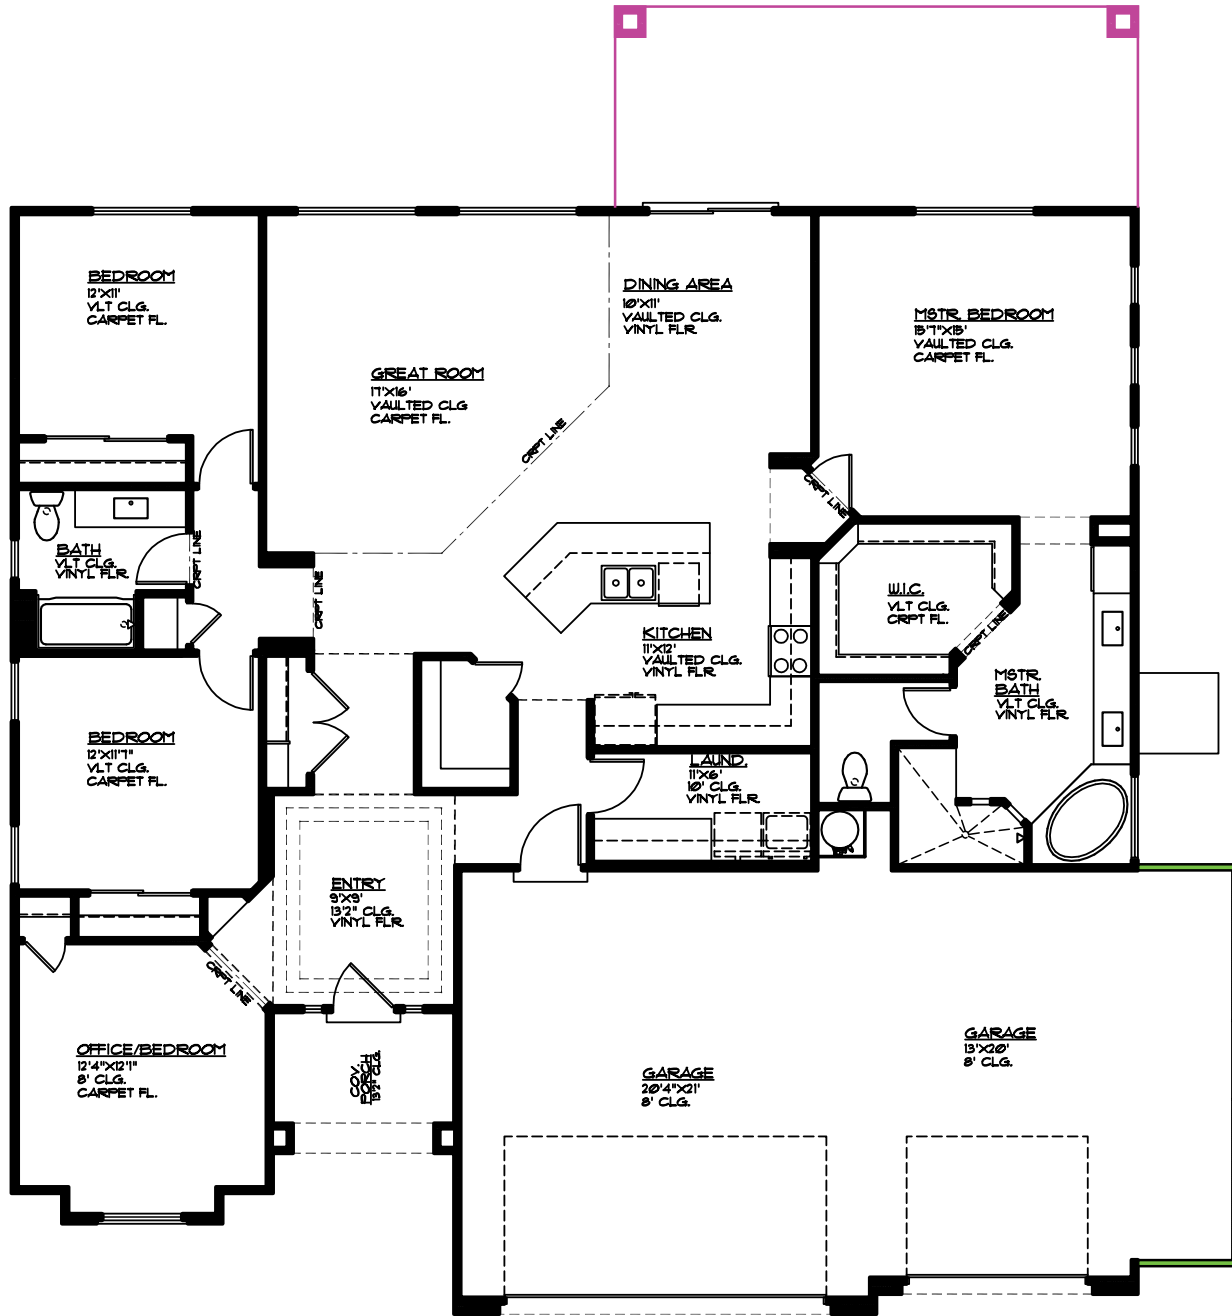 BEDROOM
12'X11'
VLT CLG.
CARPET FL.
DINING AREA
10'X11'
VAULTED CLG.
VINYL FLR
MSTR. BEDROOM
15'7"X15'
VAULTED CLG.
CARPET FL.
GREAT ROOM
17'X16'
VAULTED CLG
CARPET FL.
CRPT LINE
CRPT LINE
BATH
VLT CLG.
VINYL FLR
CRPT LINE
CRPT LINE
W.I.C.
VLT CLG.
CRPT FL.
CRPT LINE
KITCHEN
11'X12'
VAULTED CLG.
VINYL FLR
MSTR.
BATH
VLT CLG.
VINYL FLR
BEDROOM
12'X11'7"
VLT CLG.
CARPET FL.
LAUND.
11'X6'
10' CLG.
VINYL FLR
ENTRY
9'X9'
13'2" CLG.
VINYL FLR
CRPT LINE
OFFICE/BEDROOM
12'4"X12'1"
8' CLG.
CARPET FL.
COV.
PORCH
13'2" CLG.
GARAGE
20'4"X21'
8' CLG.
GARAGE
13'X20'
8' CLG.